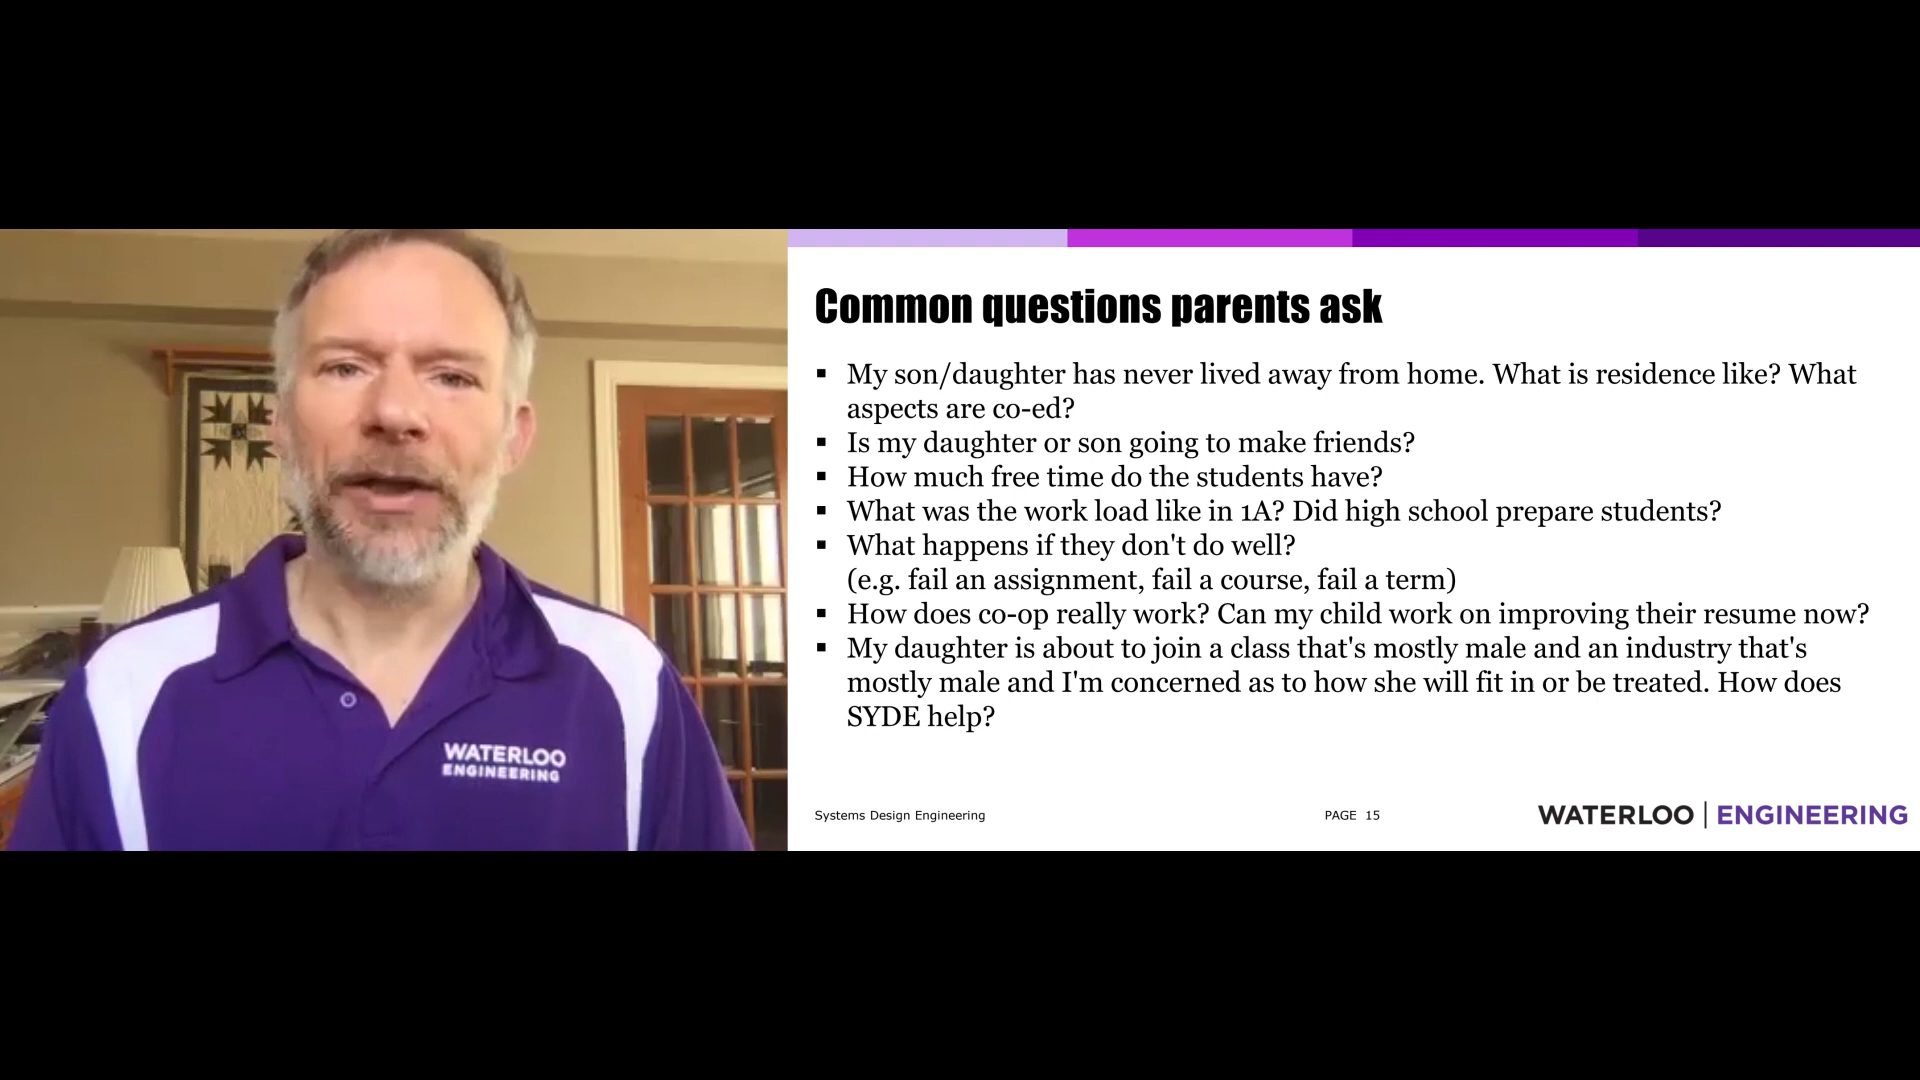 WATERLOO
ENGINEERING
Common questions parents ask
▪ My son/daughter has never lived away from home. What is residence like? What
aspects are co-ed?
▪ Is my daughter or son going to make friends?
▪ How much free time do the students have?
▪ What was the work load like in 1A? Did high school prepare students?
▪ What happens if they don't do well?
(e.g. fail an assignment, fail a course, fail a term)
▪ How does co-op really work? Can my child work on improving their resume now?
▪ My daughter is about to join a class that's mostly male and an industry that's
mostly male and I'm concerned as to how she will fit in or be treated. How does
SYDE help?
Systems Design Engineering
PAGE 15
WATERLOO | ENGINEERING